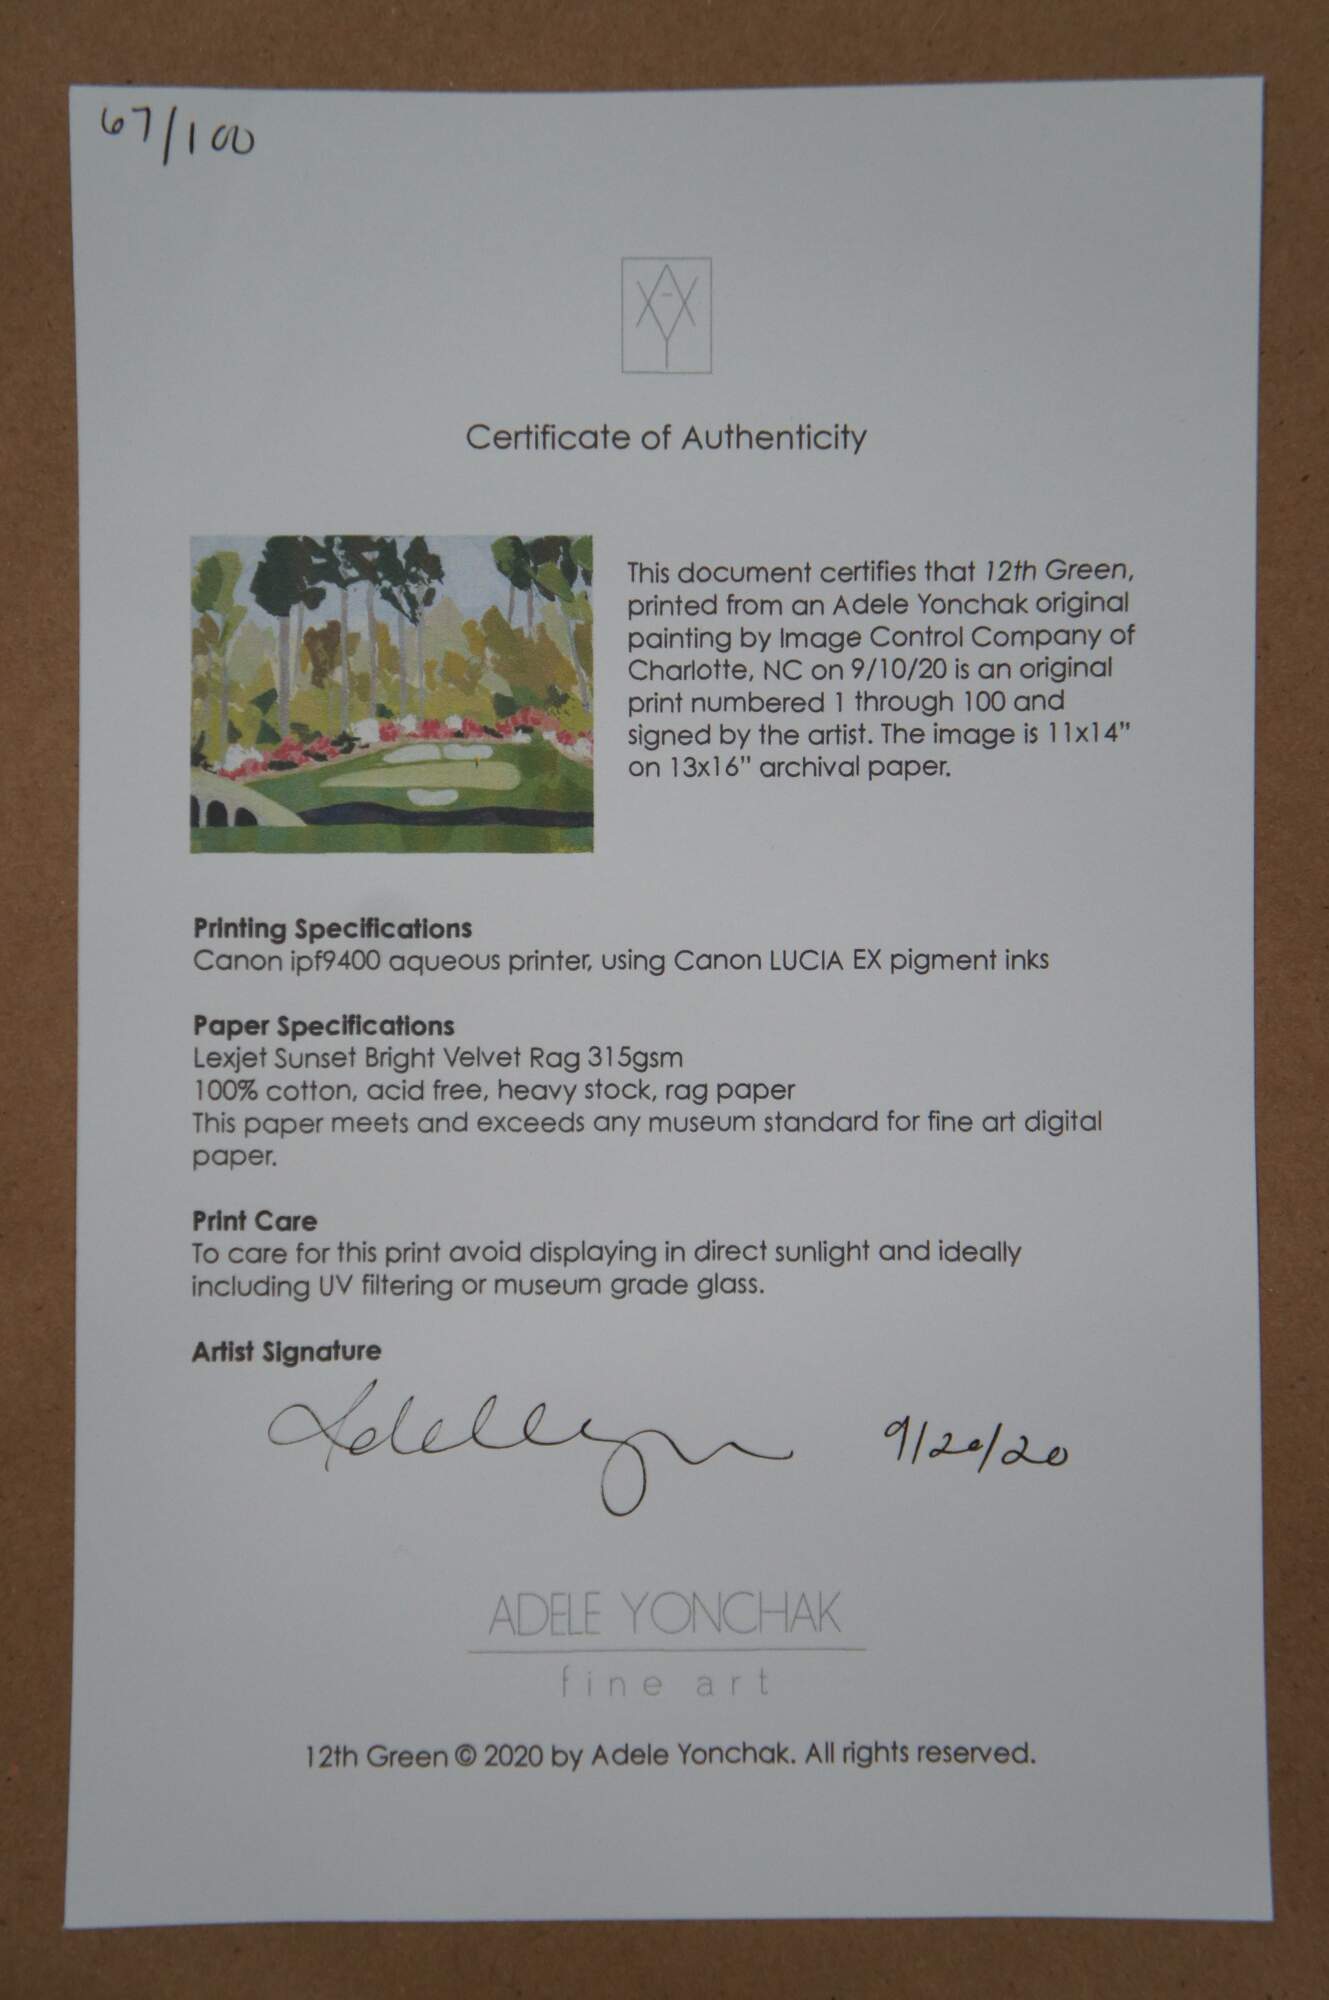 67/100
Certificate of Authenticity
This document certifies that 12th Green,
printed from an Adele Yonchak original
painting by Image Control Company of
Charlotte, NC on 9/10/20 is an original
print numbered 1 through 100 and
signed by the artist. The image is 11x14"
on 13x16" archival paper.
Printing Specifications
Canon ipf9400 aqueous printer, using Canon LUCIA EX pigment inks
Paper Specifications
Lexjet Sunset Bright Velvet Rag 315gsm
100% cotton, acid free, heavy stock, rag paper
This paper meets and exceeds any museum standard for fine art digital
paper.
Print Care
To care for this print avoid displaying in direct sunlight and ideally
including UV filtering or museum grade glass.
Artist Signature
9/20/20
ADELE YONCHAK
fine art
12th Green © 2020 by Adele Yonchak. All rights reserved.